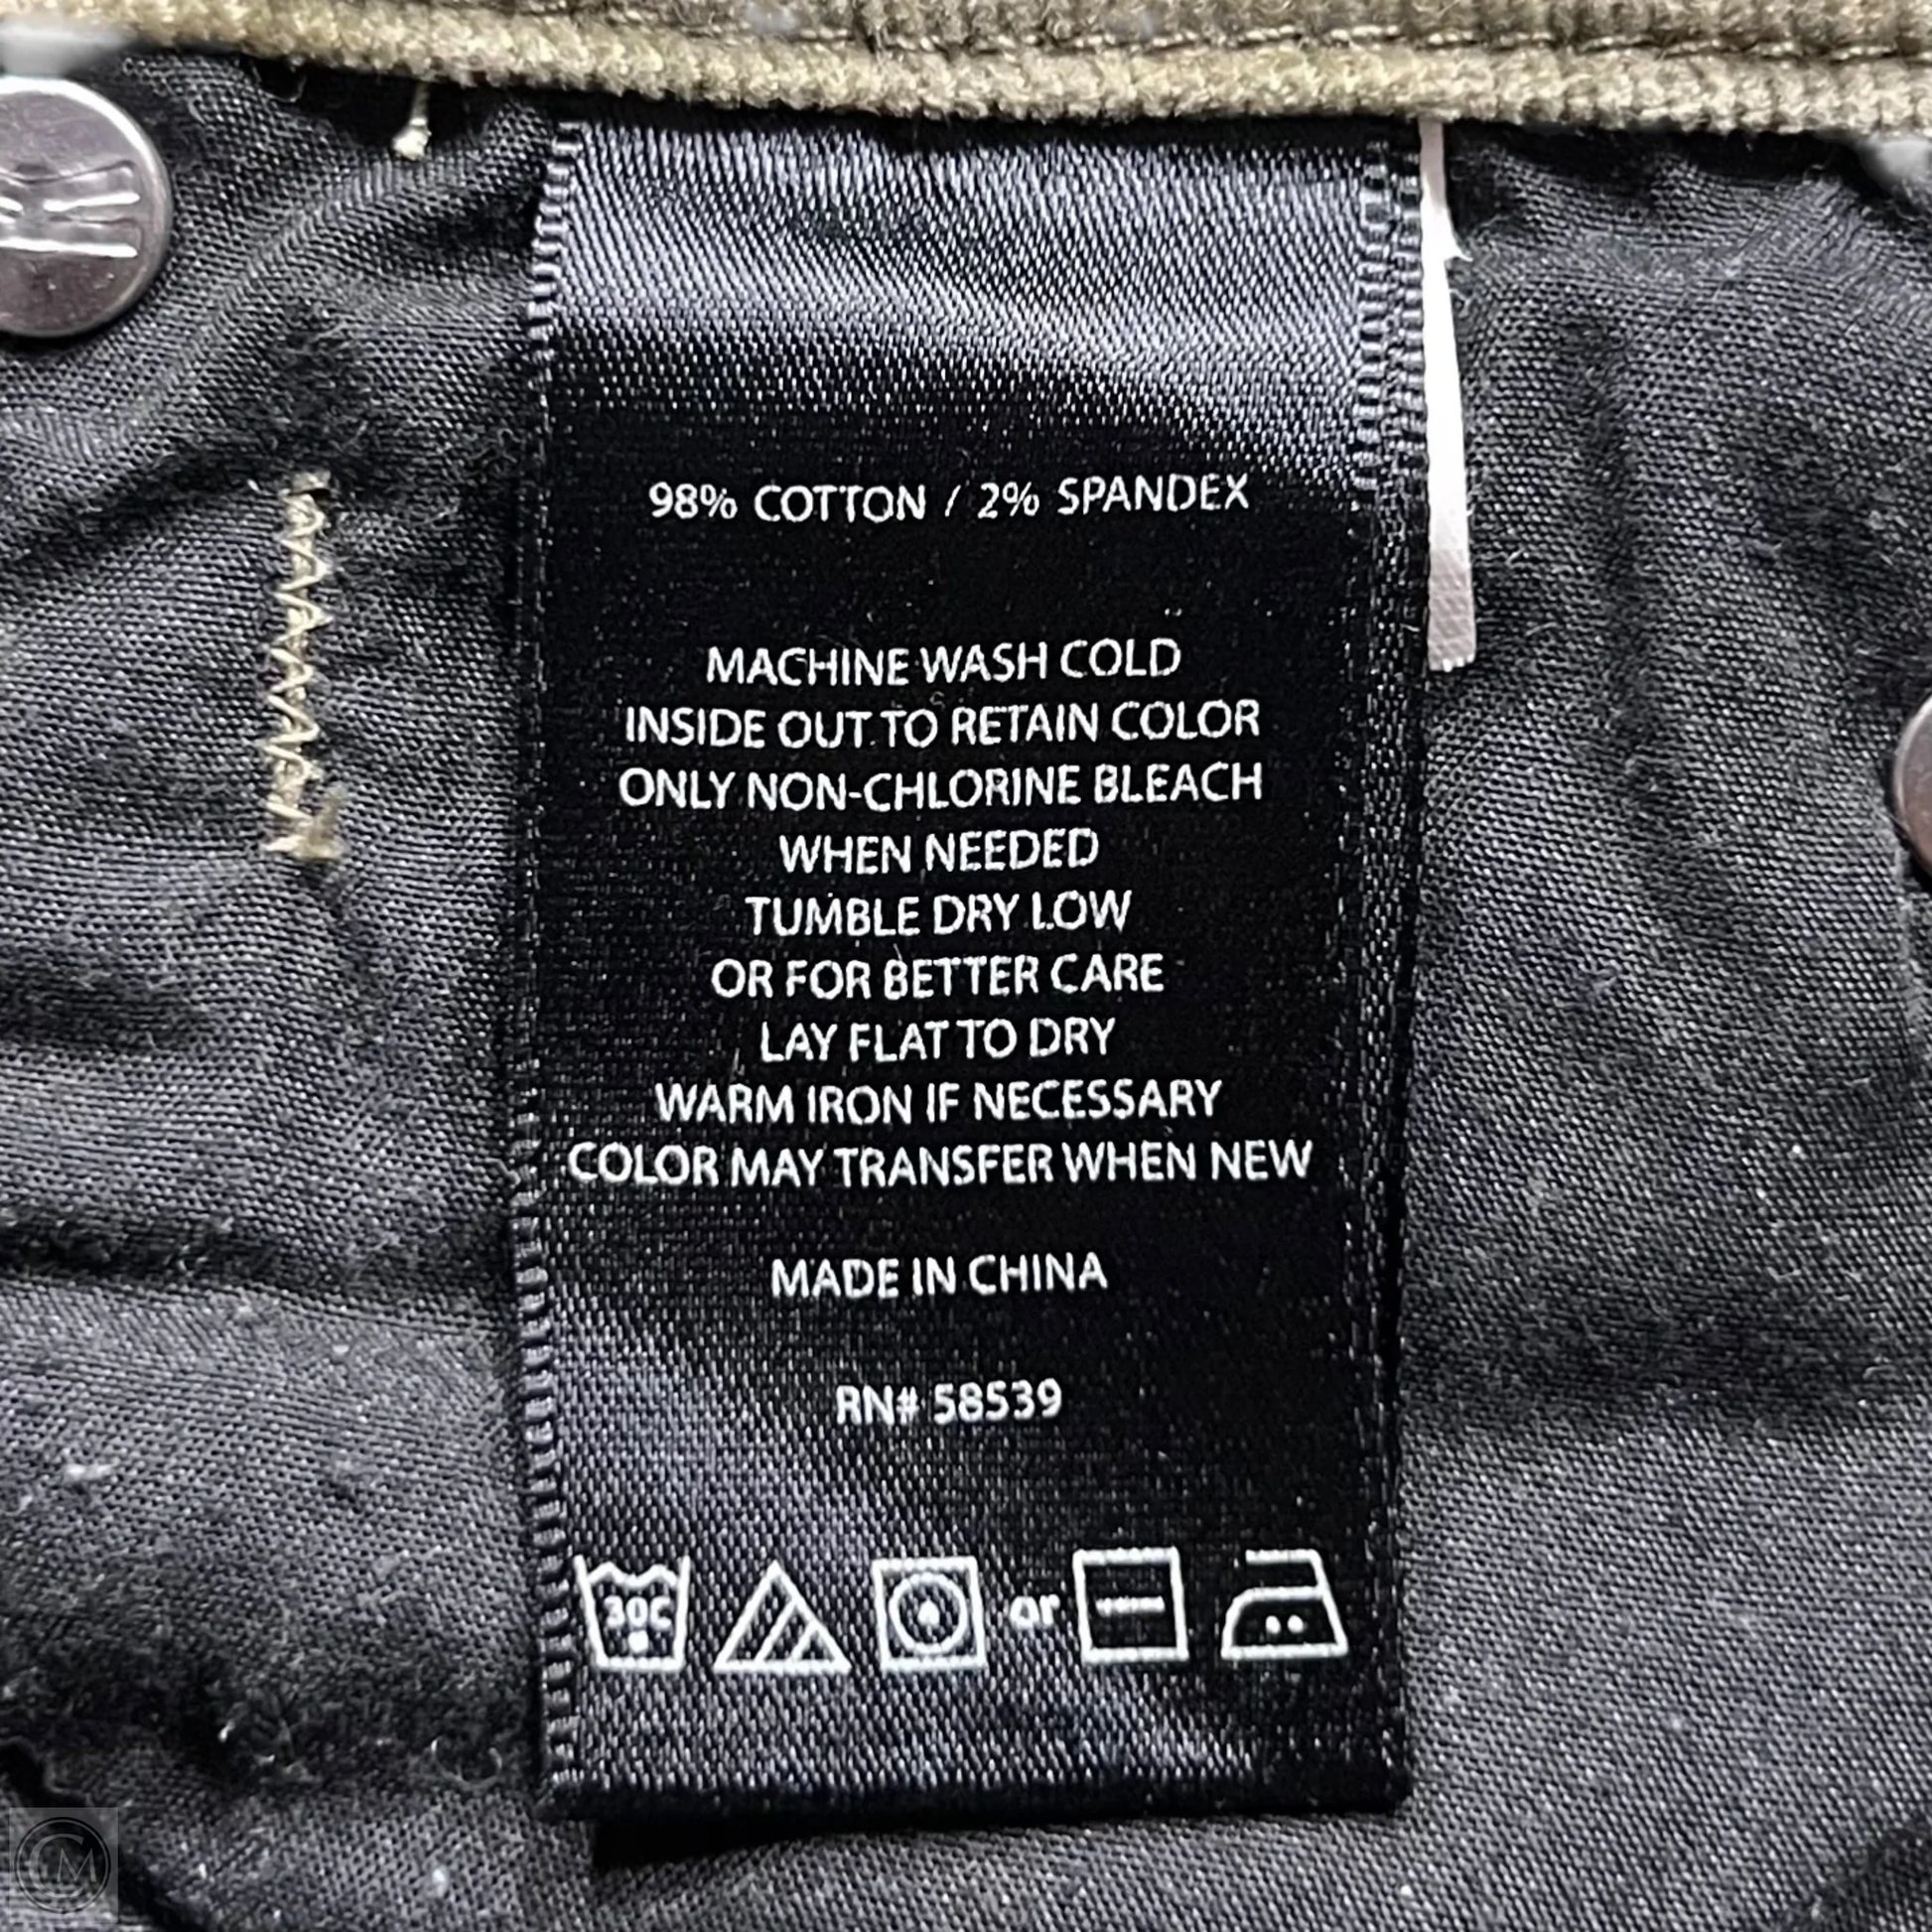 98% COTTON / 2% SPANDEX
MACHINE WASH COLD
INSIDE OUT TO RETAIN COLOR
ONLY NON-CHLORINE BLEACH
WHEN NEEDED
TUMBLE DRY LOW
OR FOR BETTER CARE
LAY FLAT TO DRY
WARM IRON IF NECESSARY
COLOR MAY TRANSFER WHEN NEW
MADE IN CHINA
RN# 58539
30C or